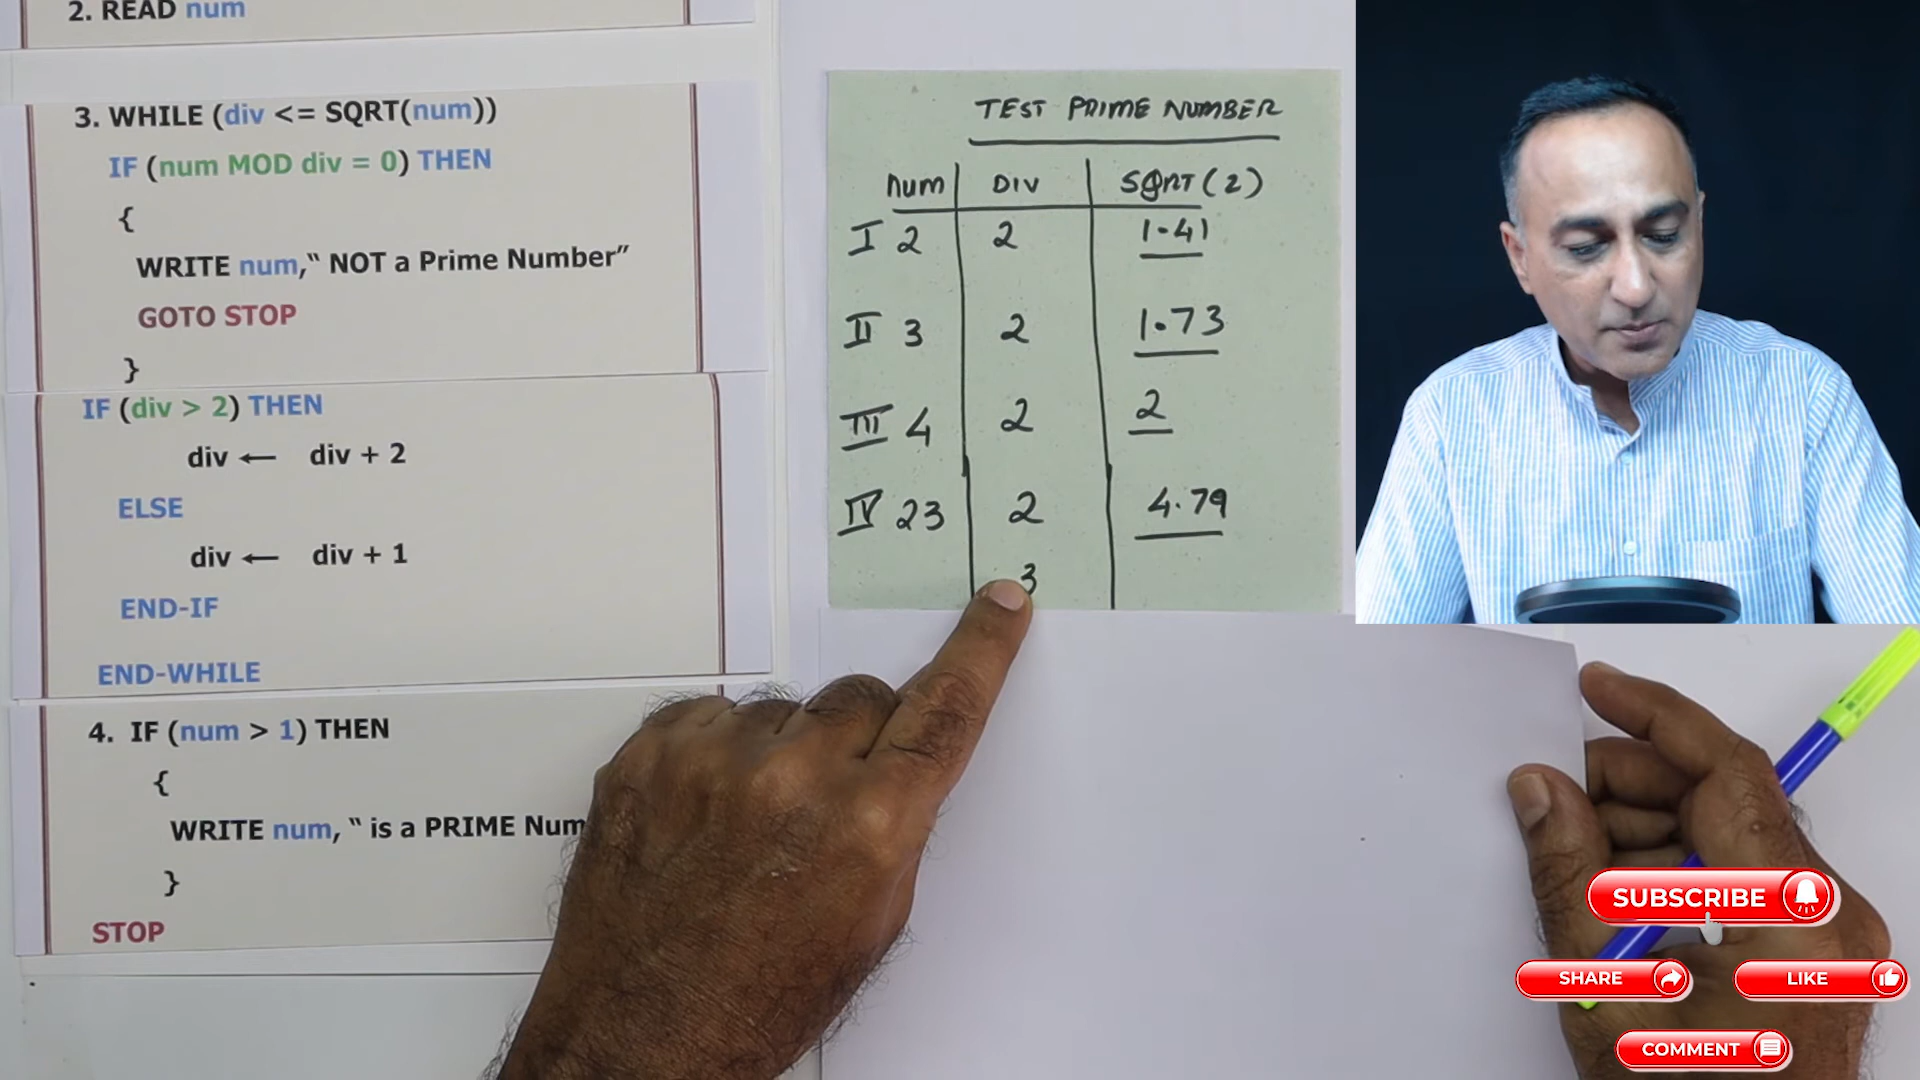 2. READ num
3. WHILE (div <= SQRT(num))
IF (num MOD div = 0) THEN
{
WRITE num,“ NOT a Prime Number”
GOTO STOP
}
IF (div > 2) THEN
div ← div + 2
ELSE
div ← div + 1
END-IF
END-WHILE
4. IF (num > 1) THEN
{
WRITE num, “ is a PRIME Num
}
STOP
TEST PRIME NUMBER
num DIV SQRT(2)
I 2 2 1.41
II 3 2 1.73
III 4 2 2
IV 23 2 4.79
3
SUBSCRIBE
SHARE LIKE
COMMENT